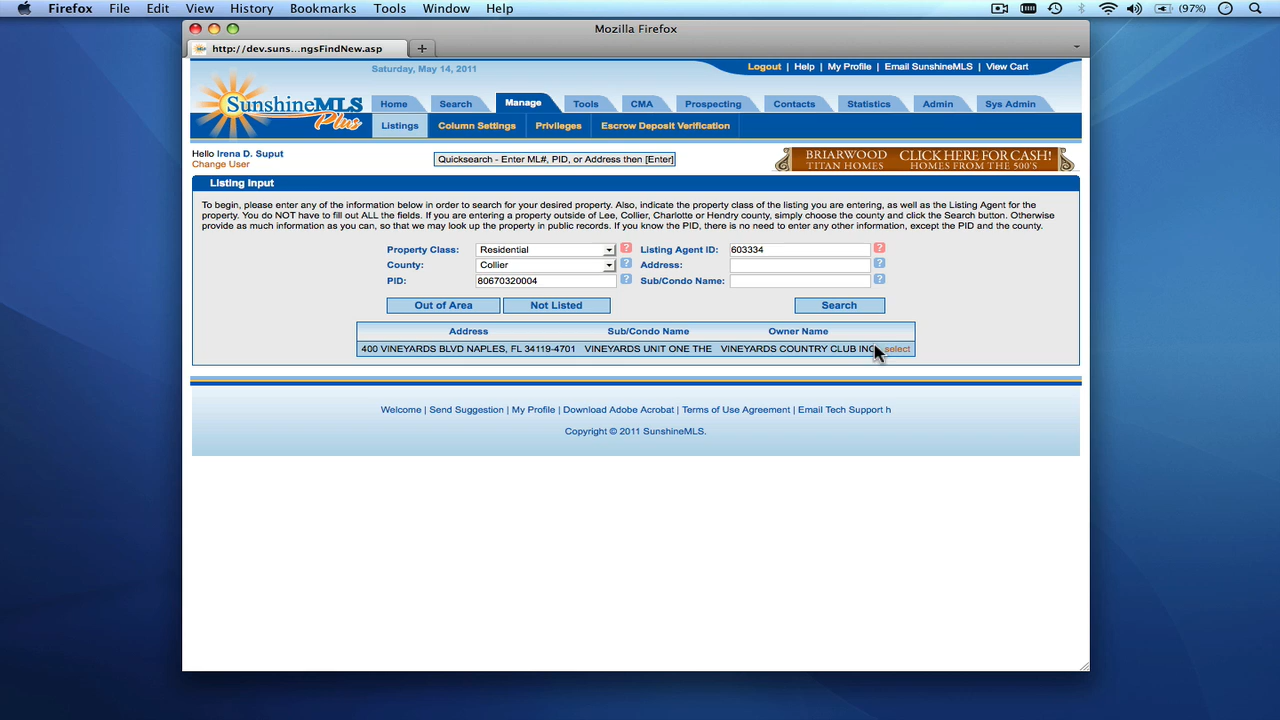 Firefox File Edit View History Bookmarks Tools Window Help (97%)
Mozilla Firefox
http://dev.suns...ngsFindNew.asp
Saturday, May 14, 2011
Logout | Help | My Profile | Email SunshineMLS | View Cart
SunshineMLS Plus
Home Search Manage Tools CMA Prospecting Contacts Statistics Admin Sys Admin
Listings Column Settings Privileges Escrow Deposit Verification
Hello Irena D. Suput
Change User
Quicksearch - Enter ML#, PID, or Address then [Enter]
BRIARWOOD CLICK HERE FOR CASH!
TITAN HOMES HOMES FROM THE 500'S
Listing Input
To begin, please enter any of the information below in order to search for your desired property. Also, indicate the property class of the listing you are entering, as well as the Listing Agent for the
property. You do NOT have to fill out ALL the fields. If you are entering a property outside of Lee, Collier, Charlotte or Hendry county, simply choose the county and click the Search button. Otherwise
provide as much information as you can, so that we may look up the property in public records. If you know the PID, there is no need to enter any other information, except the PID and the county.
Property Class: Residential ? Listing Agent ID: 603334 ?
County: Collier ? Address: ?
PID: 80670320004 ? Sub/Condo Name: ?
Out of Area Not Listed Search
Address Sub/Condo Name Owner Name
400 VINEYARDS BLVD NAPLES, FL 34119-4701 VINEYARDS UNIT ONE THE VINEYARDS COUNTRY CLUB INC select
Welcome | Send Suggestion | My Profile | Download Adobe Acrobat | Terms of Use Agreement | Email Tech Support h
Copyright © 2011 SunshineMLS.